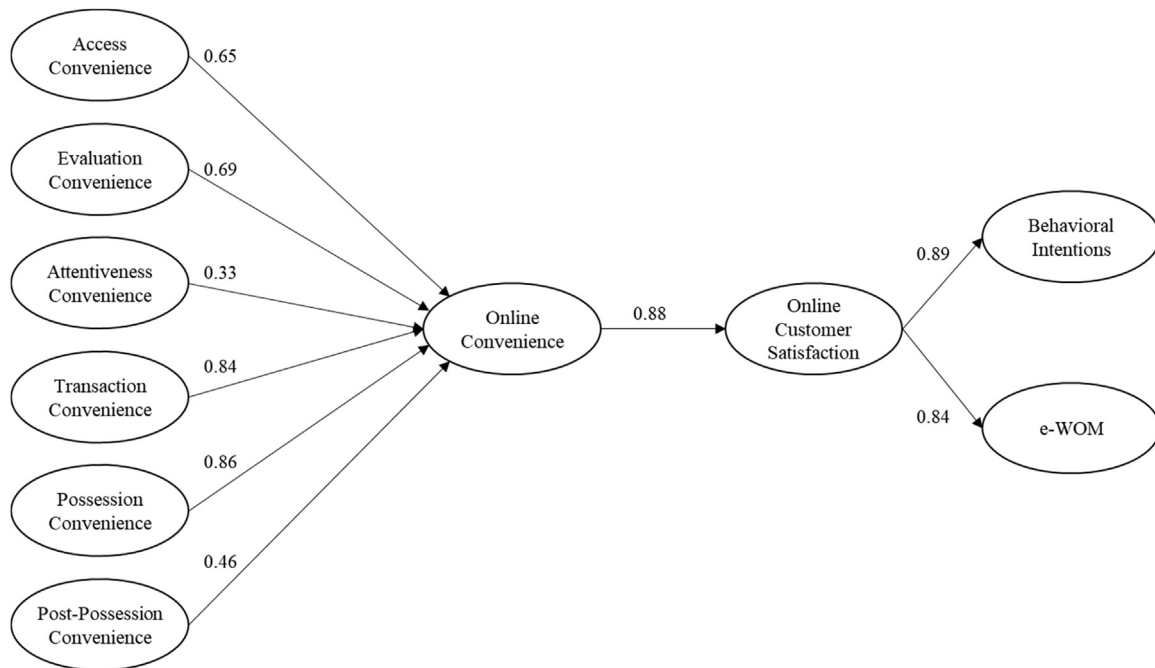 Access
Convenience
0.65
Evaluation
Convenience
0.69
Attentiveness
Convenience
0.33
Transaction
Convenience
0.84
Possession
Convenience
0.86
Post-Possession
Convenience
0.46
Online
Convenience
0.88
Online
Customer
Satisfaction
0.89
Behavioral
Intentions
0.84
e-WOM